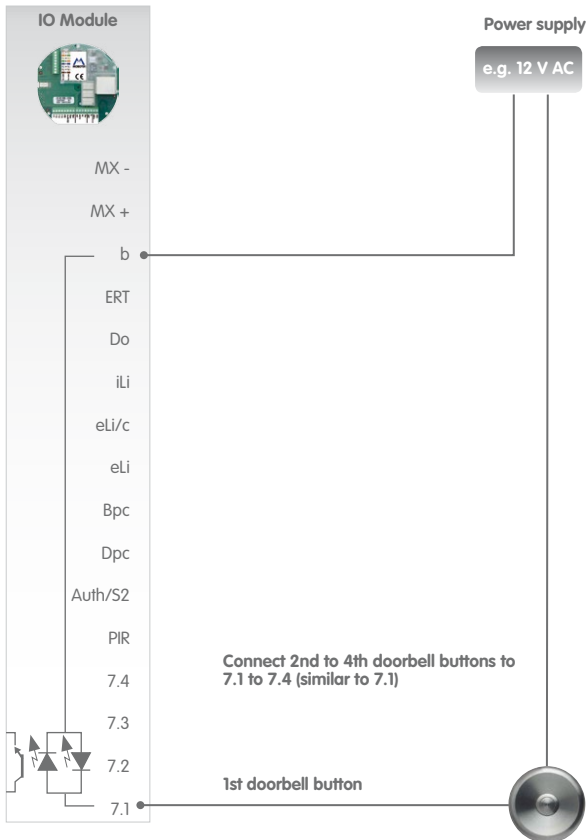 IO Module
Power supply
e.g. 12 V AC
MX -
MX +
b
ERT
Do
iLi
eLi/c
eLi
Bpc
Dpc
Auth/S2
PIR
Connect 2nd to 4th doorbell buttons to
7.1 to 7.4 (similar to 7.1)
7.4
7.3
7.2
1st doorbell button
7.1